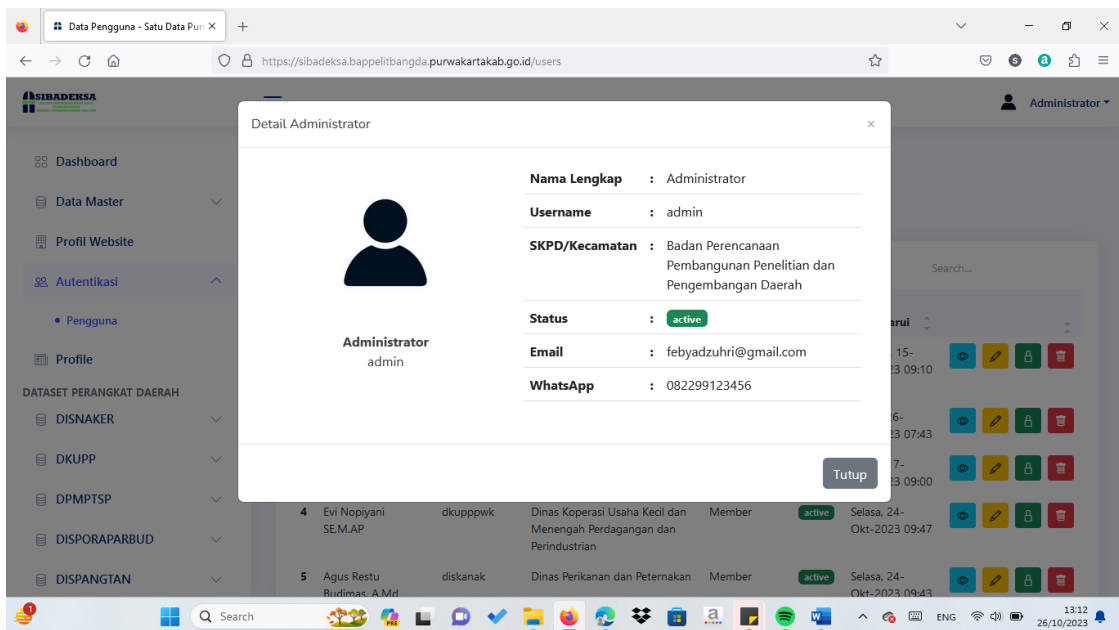 Data Pengguna - Satu Data Pur
https://sibadeksa.bappelitbangda.purwakartakab.go.id/users
SIBADEKSA
Administrator
Detail Administrator
Dashboard
Data Master
Profil Website
Autentikasi
Pengguna
Profile
DATASET PERANGKAT DAERAH
DISNAKER
DKUPP
DPMPTSP
DISPORAPARBUD
DISPANGTAN
Administrator
admin
Nama Lengkap : Administrator
Username : admin
SKPD/Kecamatan : Badan Perencanaan
Pembangunan Penelitian dan
Pengembangan Daerah
Status : active
Email : febyadzuhri@gmail.com
WhatsApp : 082299123456
Tutup
Search...
arui
, 15-
23 09:10
6-
23 07:43
7-
23 09:00
4 Evi Nopiyani dkupppwk Dinas Koperasi Usaha Kecil dan Member active Selasa, 24-
SE,M.AP Menengah Perdagangan dan Okt-2023 09:47
Perindustrian
5 Agus Restu diskanak Dinas Perikanan dan Peternakan Member active Selasa, 24-
Budimas, A.Md Okt-2023 09:43
Search
ENG
13:12
26/10/2023